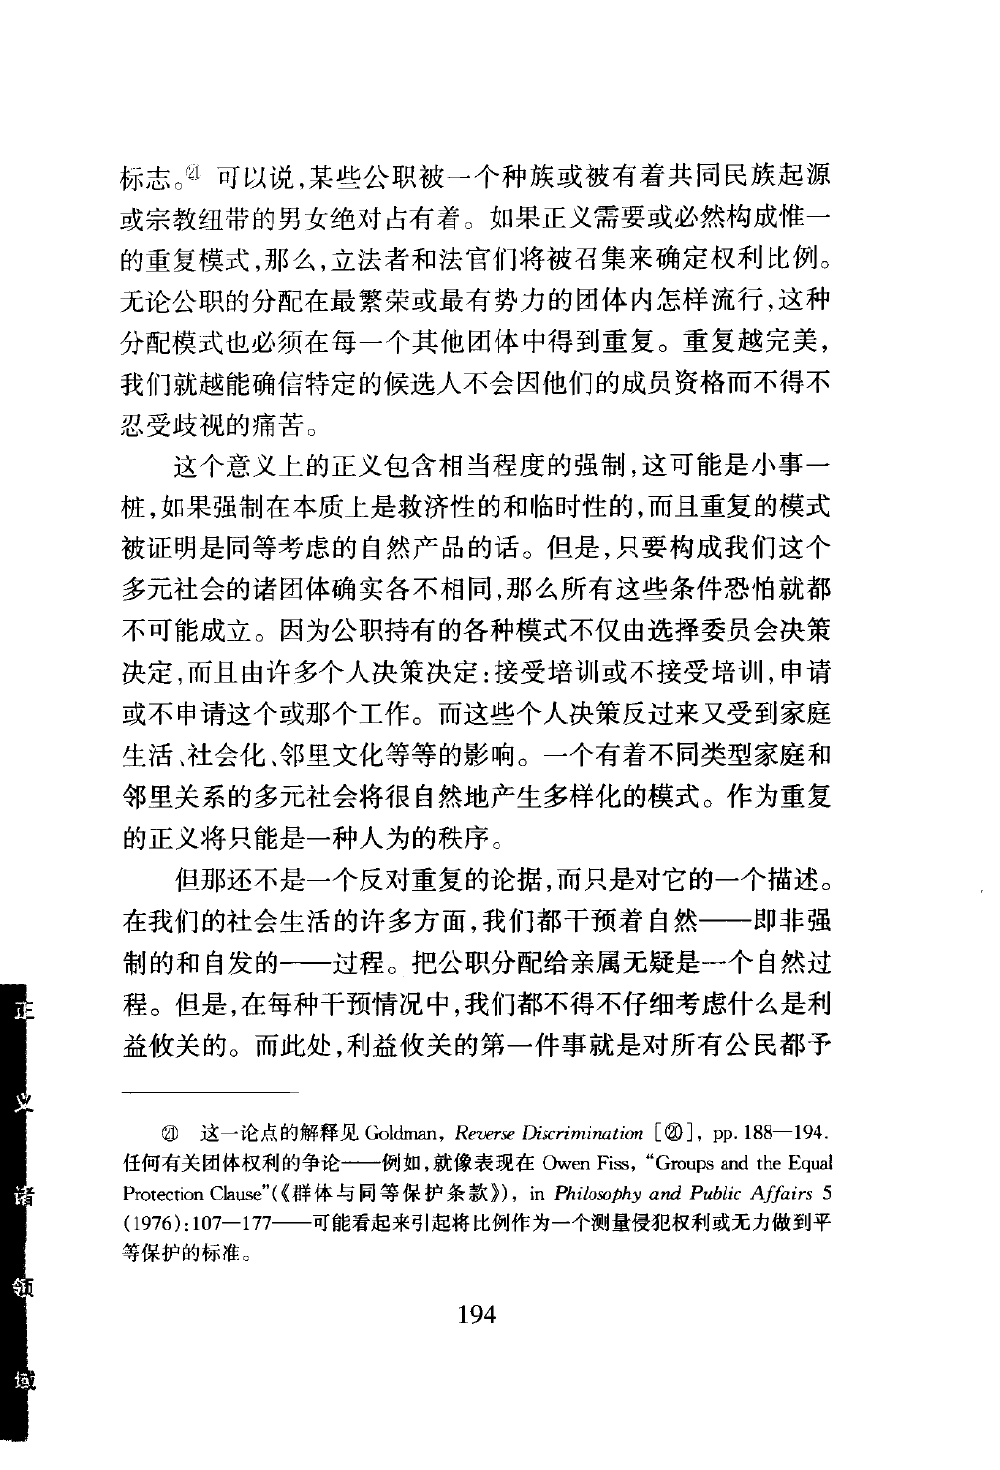 标志。㉑ 可以说,某些公职被一个种族或被有着共同民族起源
或宗教纽带的男女绝对占有着。如果正义需要或必然构成惟一
的重复模式,那么,立法者和法官们将被召集来确定权利比例。
无论公职的分配在最繁荣或最有势力的团体内怎样流行,这种
分配模式也必须在每一个其他团体中得到重复。重复越完美,
我们就越能确信特定的候选人不会因他们的成员资格而不得不
忍受歧视的痛苦。
这个意义上的正义包含相当程度的强制,这可能是小事一
桩,如果强制在本质上是救济性的和临时性的,而且重复的模式
被证明是同等考虑的自然产品的话。但是,只要构成我们这个
多元社会的诸团体确实各不相同,那么所有这些条件恐怕就都
不可能成立。因为公职持有的各种模式不仅由选择委员会决策
决定,而且由许多个人决策决定:接受培训或不接受培训,申请
或不申请这个或那个工作。而这些个人决策反过来又受到家庭
生活、社会化、邻里文化等等的影响。一个有着不同类型家庭和
邻里关系的多元社会将很自然地产生多样化的模式。作为重复
的正义将只能是一种人为的秩序。
但那还不是一个反对重复的论据,而只是对它的一个描述。
在我们的社会生活的许多方面,我们都干预着自然——即非强
制的和自发的——过程。把公职分配给亲属无疑是一个自然过
程。但是,在每种干预情况中,我们都不得不仔细考虑什么是利
益攸关的。而此处,利益攸关的第一件事就是对所有公民都予
㉑ 这一论点的解释见 Goldman, Reverse Discrimination [⑳], pp. 188—194.
任何有关团体权利的争论——例如,就像表现在 Owen Fiss, “Groups and the Equal
Protection Clause”(《群体与同等保护条款》), in Philosophy and Public Affairs 5
(1976):107—177——可能看起来引起将比例作为一个测量侵犯权利或无力做到平
等保护的标准。
194
正
义
诸
领
域